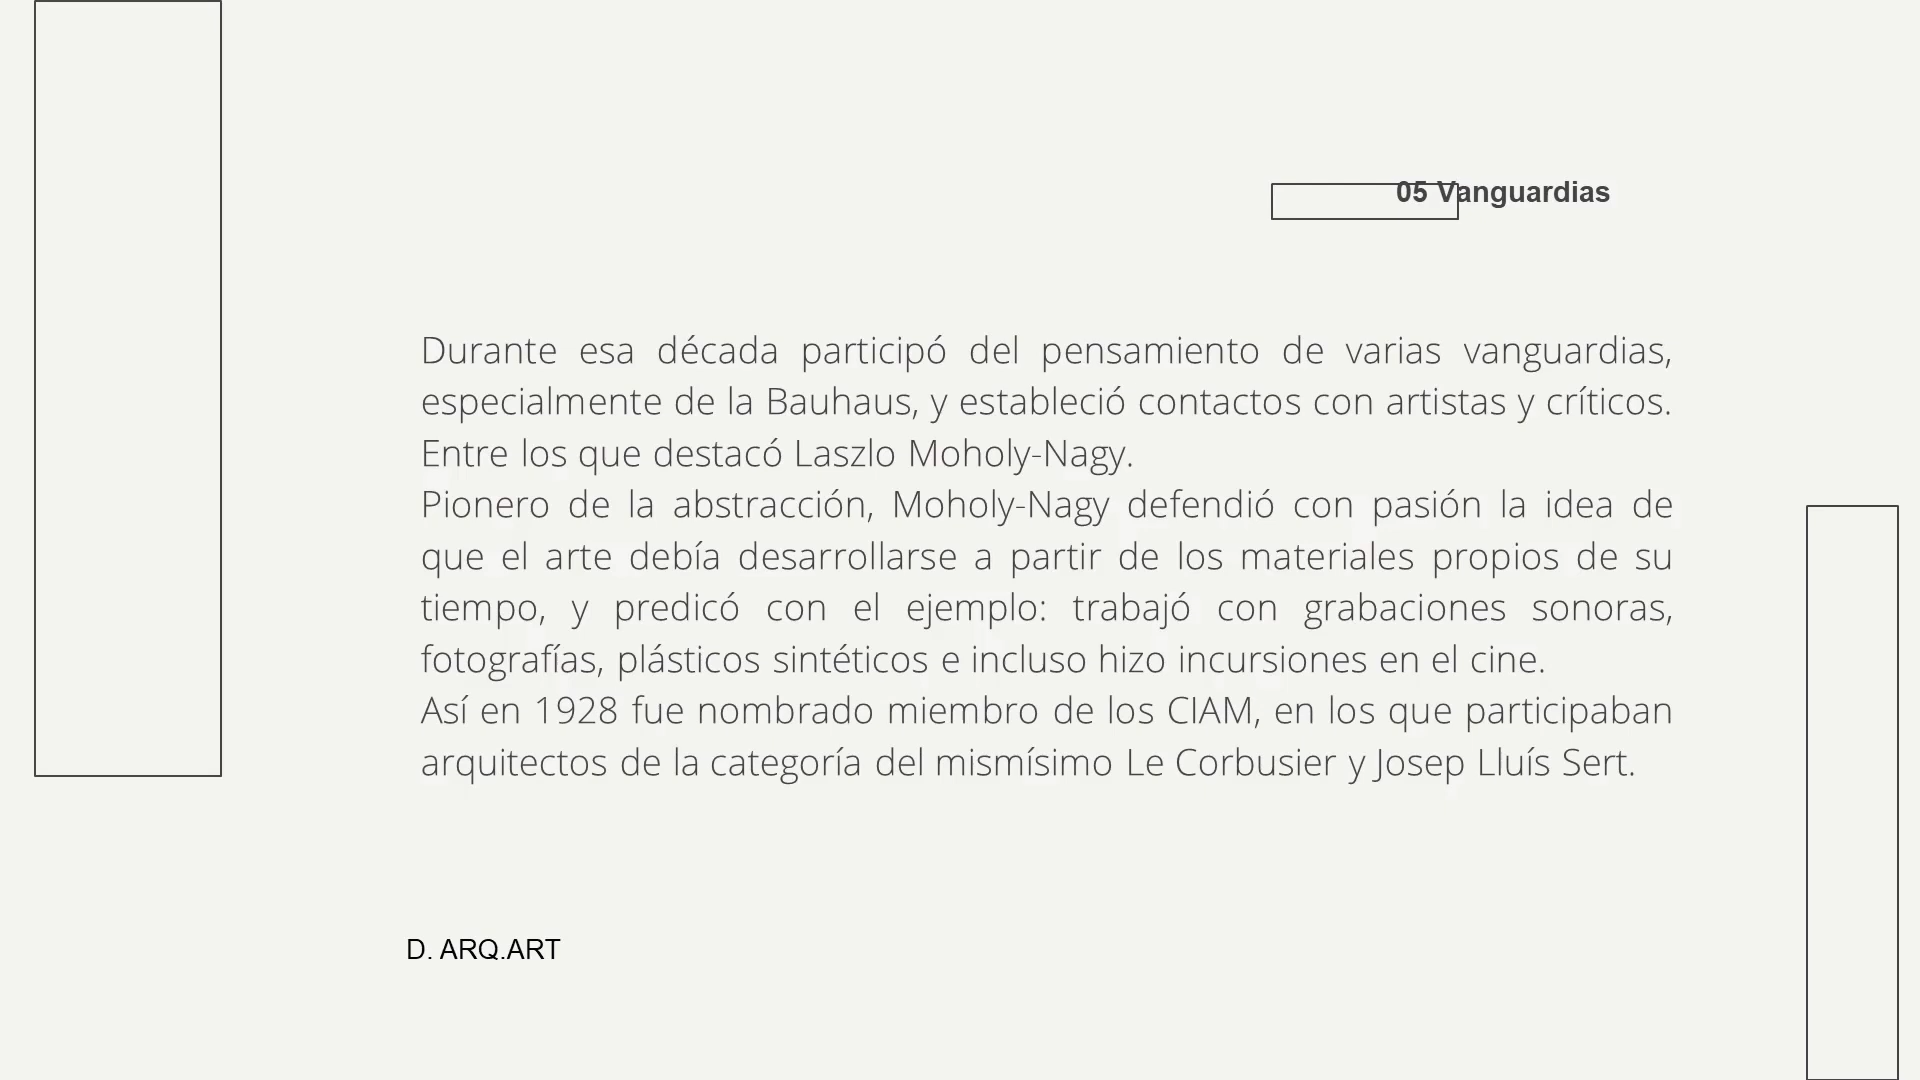 05 Vanguardias
Durante esa década participó del pensamiento de varias vanguardias,
especialmente de la Bauhaus, y estableció contactos con artistas y críticos.
Entre los que destacó Laszlo Moholy-Nagy.
Pionero de la abstracción, Moholy-Nagy defendió con pasión la idea de
que el arte debía desarrollarse a partir de los materiales propios de su
tiempo, y predicó con el ejemplo: trabajó con grabaciones sonoras,
fotografías, plásticos sintéticos e incluso hizo incursiones en el cine.
Así en 1928 fue nombrado miembro de los CIAM, en los que participaban
arquitectos de la categoría del mismísimo Le Corbusier y Josep Lluís Sert.
D. ARQ.ART